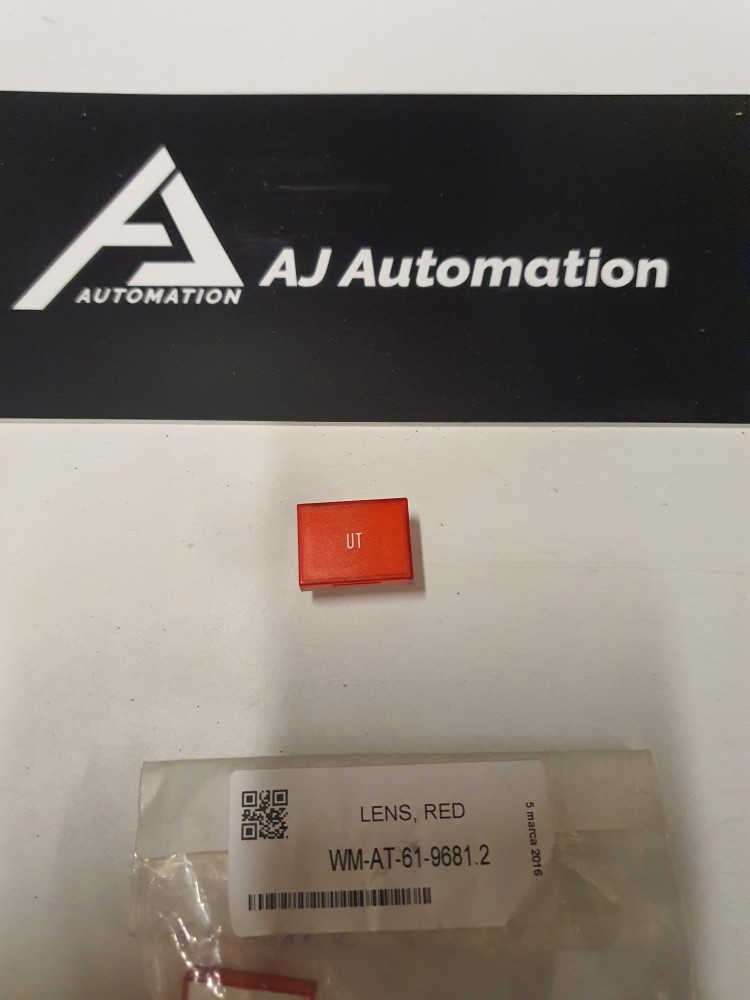 AUTOMATION
AJ Automation
UT
LENS, RED
WM-AT-61-9681.2
5 marca 2016